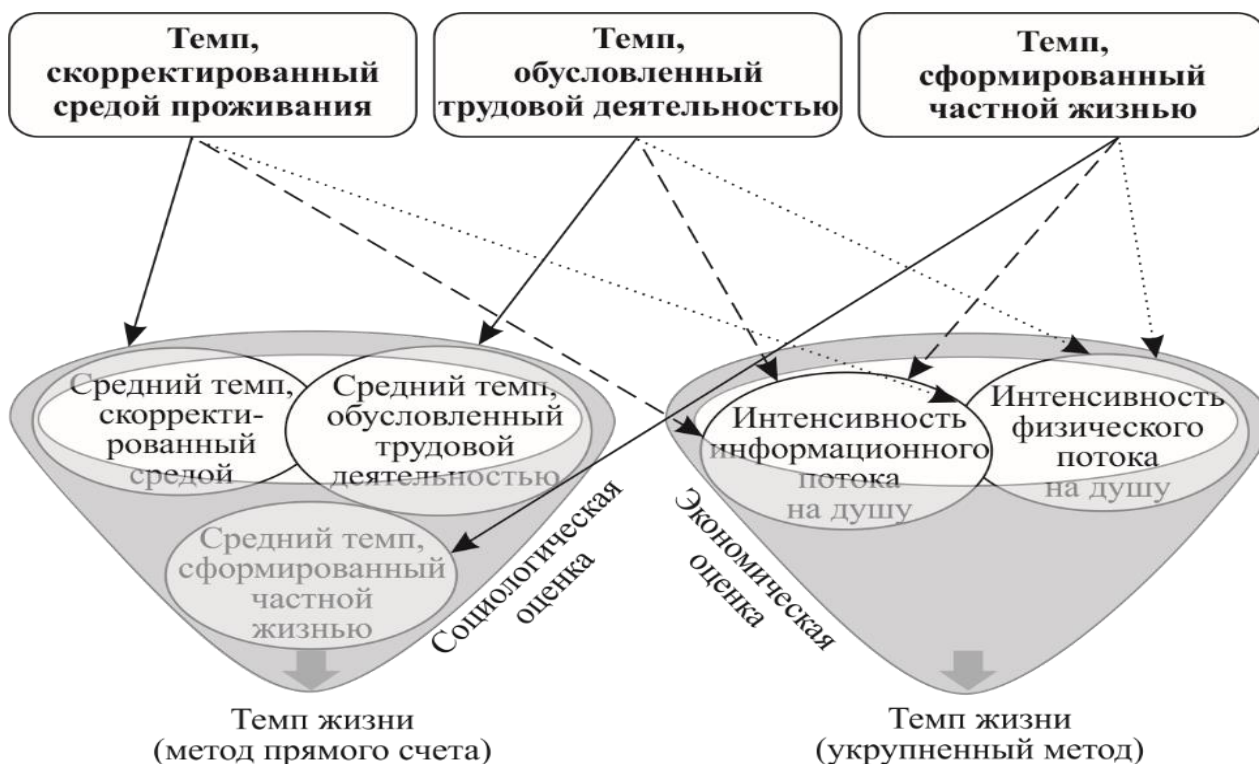 Темп,
скорректированный
средой проживания
Темп,
обусловленный
трудовой деятельностью
Темп,
сформированный
частной жизнью
Средний темп,
скоррeкти-
рованный
средой
Средний темп,
обусловленный
трудовой
деятельностью
Средний темп,
сформированный
частной
жизнью
Социологическая
оценка
Экономическая
оценка
Интенсивность
информационного
потока
на душу
Интенсивность
физического
потока
на душу
Темп жизни
(метод прямого счета)
Темп жизни
(укрупненный метод)